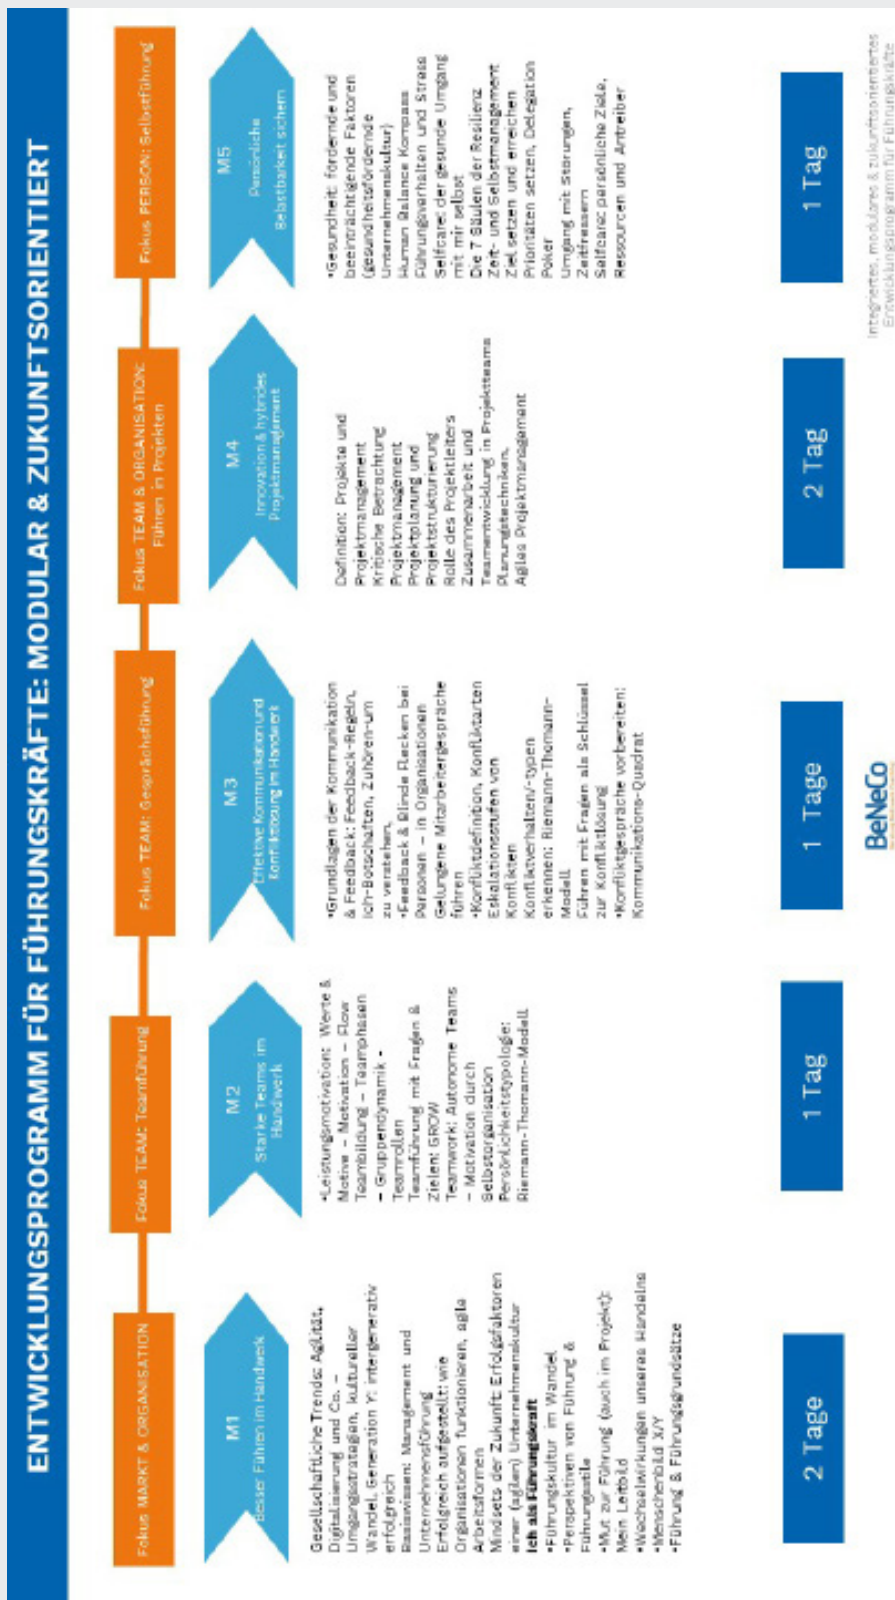 ENTWICKLUNGSPROGRAMM FÜR FÜHRUNGSKRÄFTE: MODULAR & ZUKUNFTSORIENTIERT
Fokus MARKT & ORGANISATION
M1
Besser Führen im Handwerk
Gesellschaftliche Trends: Agilität,
Digitalisierung und Co. –
Umgangsstrategien, kultureller
Wandel, Generation Y: intergenerativ
erfolgreich
Basiswissen: Management und
Unternehmensführung
Erfolgreich aufgestellt: wie
Organisationen funktionieren, agile
Arbeitsformen
Mindsets der Zukunft: Erfolgsfaktoren
einer (agilen) Unternehmenskultur
Ich als Führungskraft
•Führungskultur im Wandel
•Perspektiven von Führung &
Führungsstile
•Mut zur Führung (auch im Projekt):
Mein Leitbild
•Wechselwirkungen unseres Handelns
•Menschenbild X/Y
•Führung & Führungsgrundsätze
2 Tage
Fokus TEAM: Teamführung
M2
Starke Teams im
Handwerk
•Leistungsmotivation: Werte &
Motive – Motivation – Flow
Teambildung – Teamphasen
– Gruppendynamik -
Teamrollen
Teamführung mit Fragen &
Zielen: GROW
Teamwork: Autonome Teams
– Motivation durch
Selbstorganisation
Persönlichkeitstypologie:
Riemann-Thomann-Modell
1 Tag
Fokus TEAM: Gesprächsführung
M3
Effektive Kommunikation und
Konfliktlösung im Handwerk
•Grundlagen der Kommunikation
& Feedback: Feedback-Regeln,
Ich-Botschaften, Zuhören-um
zu verstehen,
•Feedback & Blinde Flecken bei
Personen – in Organisationen
Gelungene Mitarbeitergespräche
führen
•Konfliktdefinition, Konfliktarten
Eskalationsstufen von
Konflikten
Konfliktverhalten/-typen
erkennen: Riemann-Thomann-
Modell
Führen mit Fragen als Schlüssel
zur Konfliktlösung
•Konfliktgespräche vorbereiten:
Kommunikations-Quadrat
1 Tage
Fokus TEAM & ORGANISATION:
Führen in Projekten
M4
Innovation & hybrides
Projektmanagement
Definition: Projekte und
Projektmanagement
Kritische Betrachtung
Projektmanagement
Projektplanung und
Projektstrukturierung
Rolle des Projektleiters
Zusammenarbeit und
Teamentwicklung in Projektteams
Planungstechniken,
Agiles Projektmanagement
2 Tag
Fokus PERSON: Selbstführung
M5
Persönliche
Belastbarkeit sichern
•Gesundheit: fördernde und
beeinträchtigende Faktoren
(gesundheitsfördernde
Unternehmenskultur)
Human Balance Kompass
Führungsverhalten und Stress
Selfcare: der gesunde Umgang
mit mir selbst
Die 7 Säulen der Resilienz
Zeit- und Selbstmanagement
Ziel setzen und erreichen
Prioritäten setzen, Delegation
Poker
Umgang mit Störungen,
Zeitfressern
Selfcare: persönliche Ziele,
Ressourcen und Antreiber
1 Tag
BeNeCo
Integriertes, modulares & zukunftsorientiertes
Entwicklungsprogramm für Führungskräfte